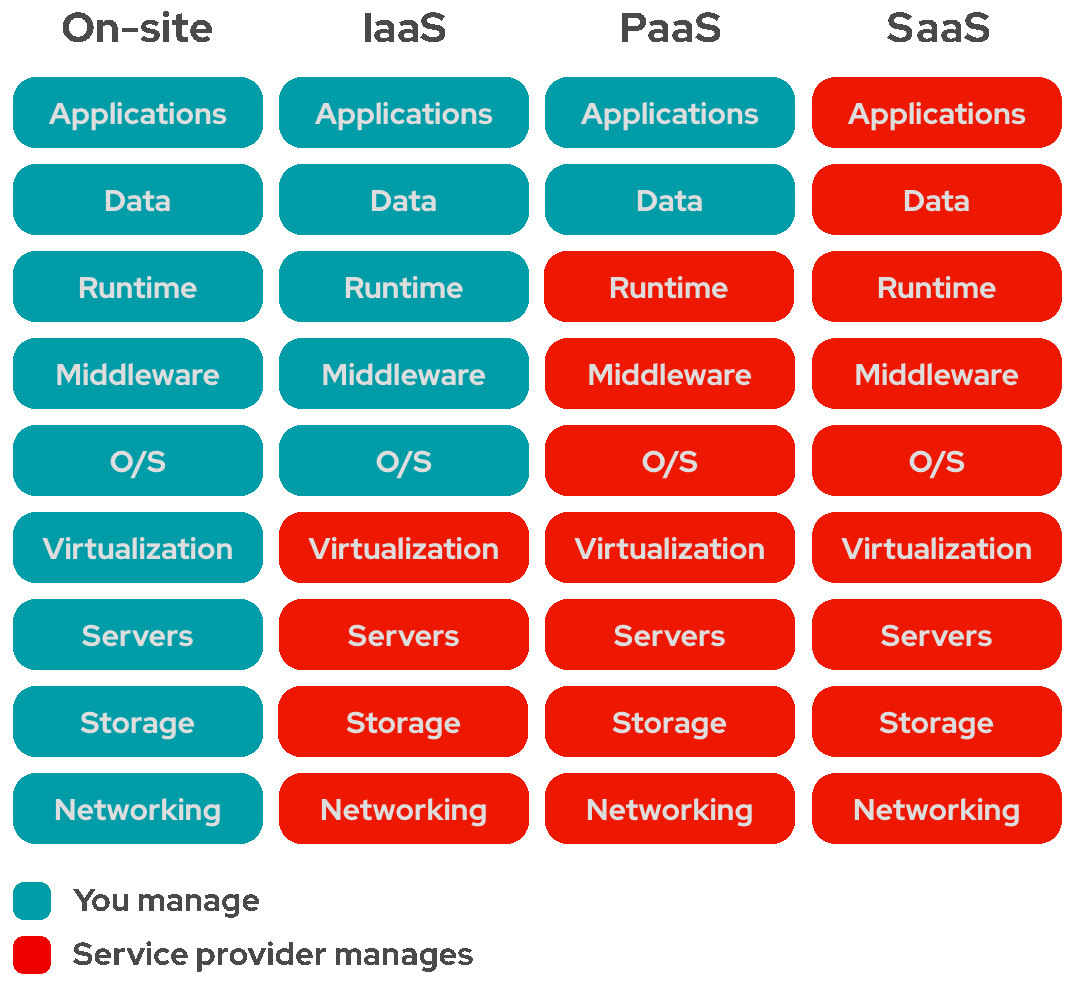 On-site IaaS PaaS SaaS
Applications Applications Applications Applications
Data Data Data Data
Runtime Runtime Runtime Runtime
Middleware Middleware Middleware Middleware
O/S O/S O/S O/S
Virtualization Virtualization Virtualization Virtualization
Servers Servers Servers Servers
Storage Storage Storage Storage
Networking Networking Networking Networking
You manage
Service provider manages